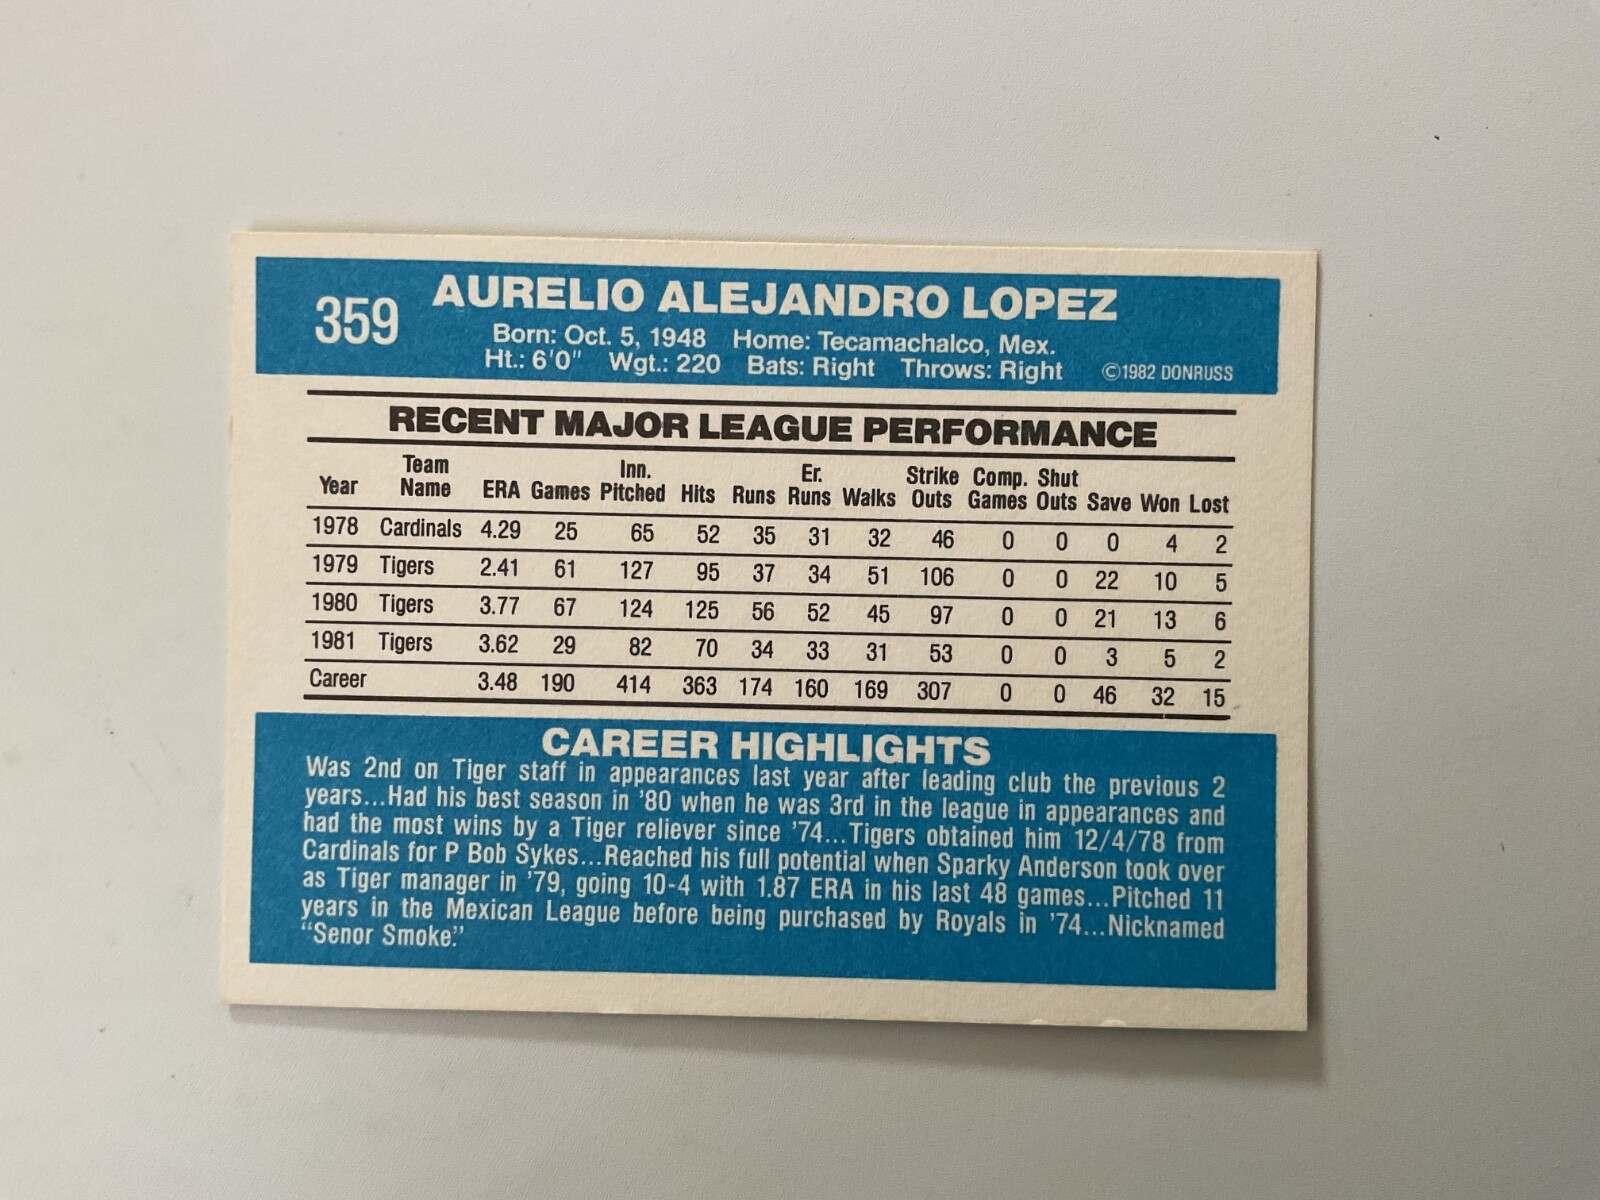 359
AURELIO ALEJANDRO LOPEZ
Born: Oct. 5, 1948 Home: Tecamachalco, Mex.
Ht.: 6'0" Wgt.: 220 Bats: Right Throws: Right ©1982 DONRUSS
RECENT MAJOR LEAGUE PERFORMANCE
Year Team Name ERA Games Inn. Pitched Hits Runs Er. Runs Walks Strike Outs Comp. Games Shut Outs Save Won Lost
1978 Cardinals 4.29 25 65 52 35 31 32 46 0 0 0 4 2
1979 Tigers 2.41 61 127 95 37 34 51 106 0 0 22 10 5
1980 Tigers 3.77 67 124 125 56 52 45 97 0 0 21 13 6
1981 Tigers 3.62 29 82 70 34 33 31 53 0 0 3 5 2
Career 3.48 190 414 363 174 160 169 307 0 0 46 32 15
CAREER HIGHLIGHTS
Was 2nd on Tiger staff in appearances last year after leading club the previous 2
years...Had his best season in '80 when he was 3rd in the league in appearances and
had the most wins by a Tiger reliever since '74...Tigers obtained him 12/4/78 from
Cardinals for P Bob Sykes...Reached his full potential when Sparky Anderson took over
as Tiger manager in '79, going 10-4 with 1.87 ERA in his last 48 games...Pitched 11
years in the Mexican League before being purchased by Royals in '74...Nicknamed
"Senor Smoke."